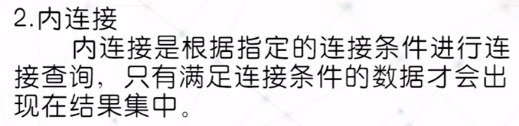 2.内连接
内连接是根据指定的连接条件进行连
接查询，只有满足连接条件的数据才会出
现在结果集中。